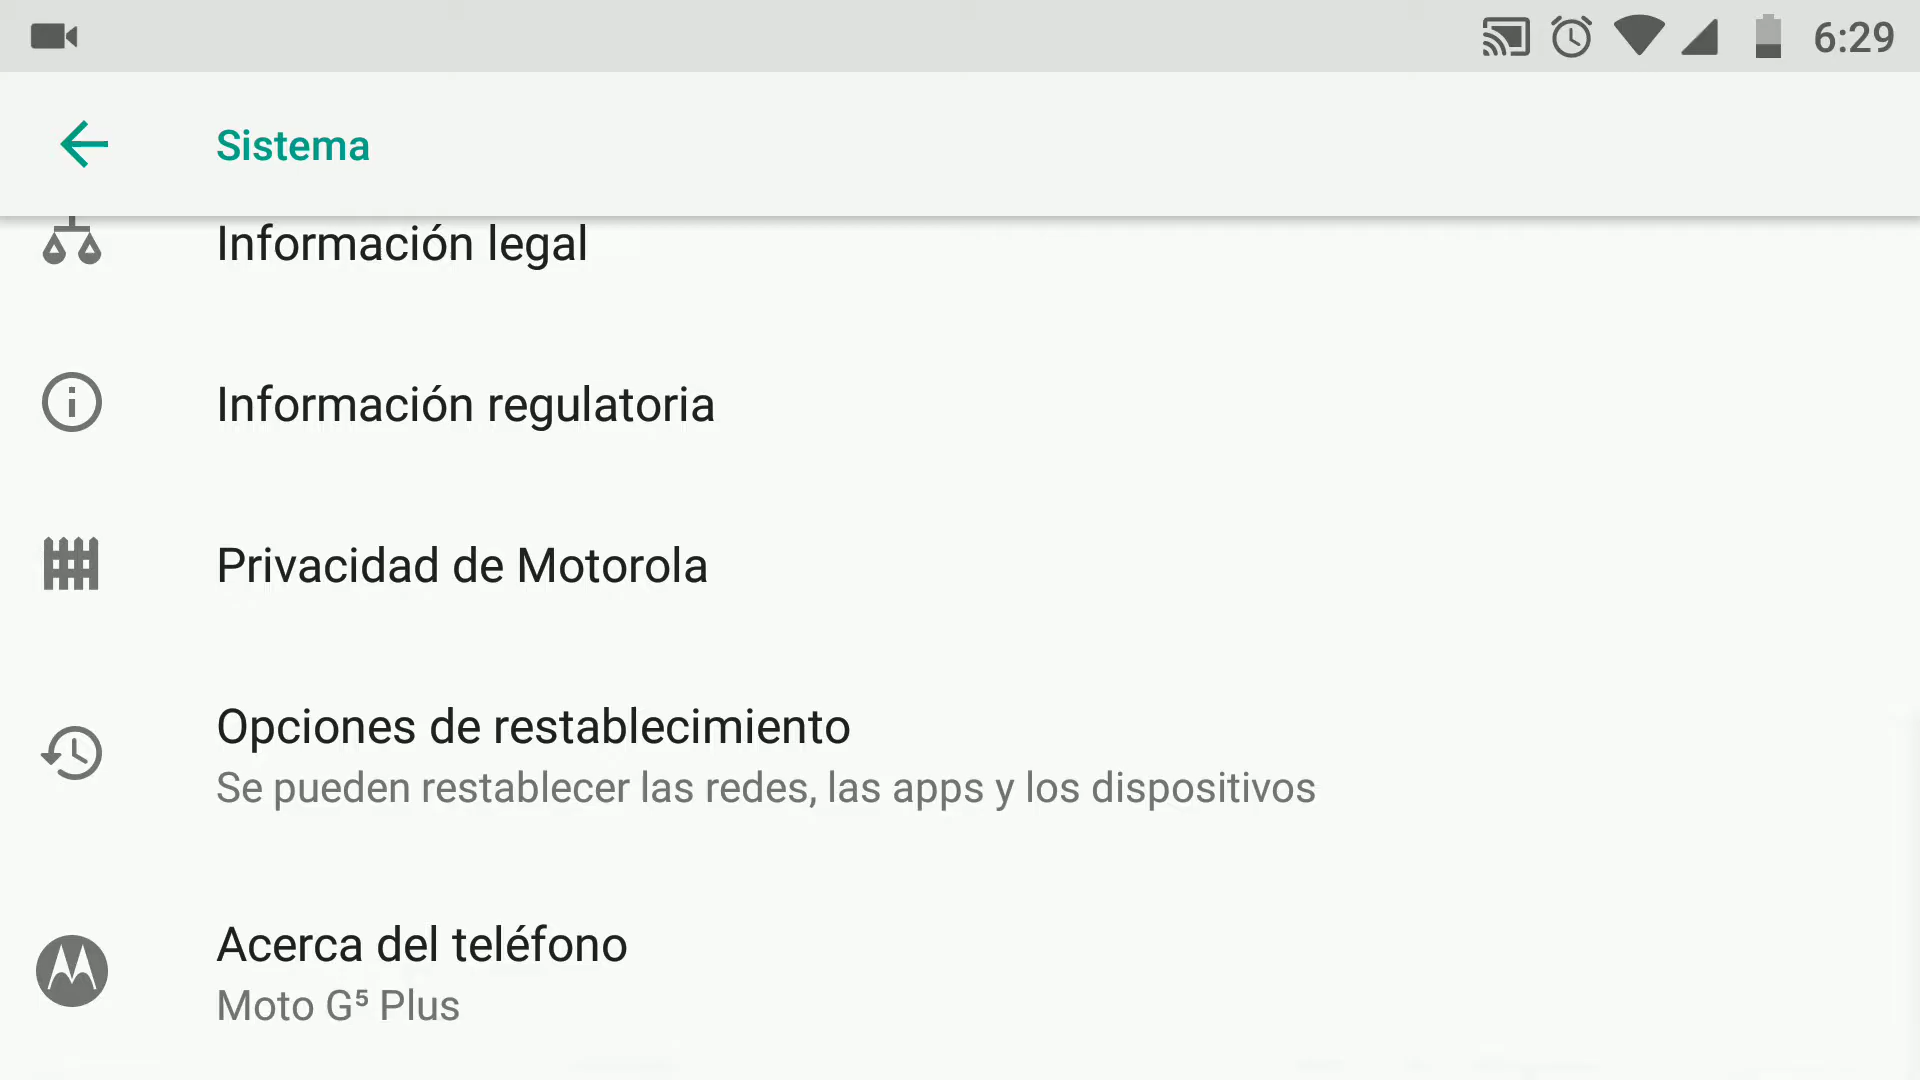 6:29
Sistema
Información legal
Información regulatoria
Privacidad de Motorola
Opciones de restablecimiento
Se pueden restablecer las redes, las apps y los dispositivos
Acerca del teléfono
Moto G⁵ Plus